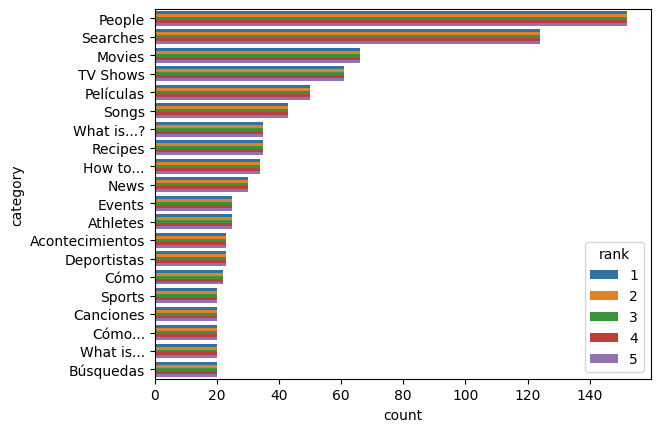 People
Searches
Movies
TV Shows
Películas
Songs
What is...?
Recipes
How to...
News
Events
Athletes
Acontecimientos
Deportistas
Cómo
Sports
Canciones
Cómo...
What is...
Búsquedas
category
rank
1
2
3
4
5
0 20 40 60 80 100 120 140
count